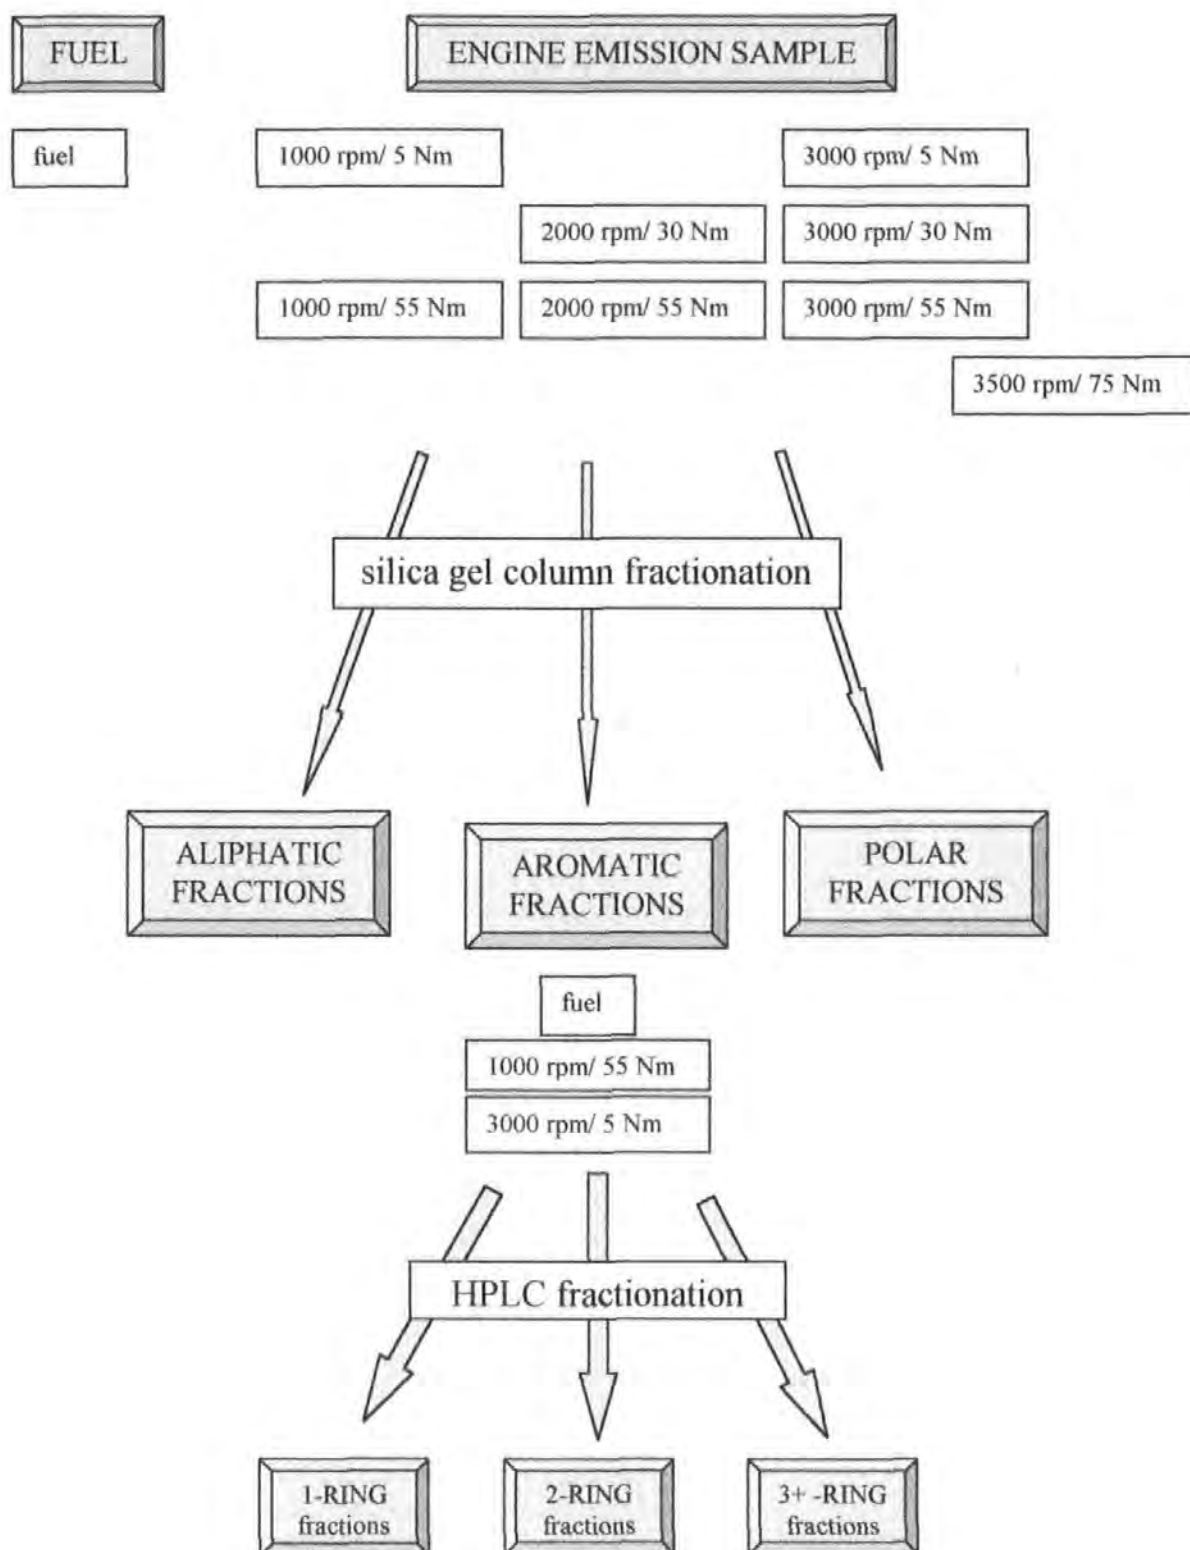 FUEL
ENGINE EMISSION SAMPLE
fuel
1000 rpm/ 5 Nm
3000 rpm/ 5 Nm
2000 rpm/ 30 Nm
3000 rpm/ 30 Nm
1000 rpm/ 55 Nm
2000 rpm/ 55 Nm
3000 rpm/ 55 Nm
3500 rpm/ 75 Nm
silica gel column fractionation
ALIPHATIC
FRACTIONS
AROMATIC
FRACTIONS
POLAR
FRACTIONS
fuel
1000 rpm/ 55 Nm
3000 rpm/ 5 Nm
HPLC fractionation
1-RING
fractions
2-RING
fractions
3+ -RING
fractions